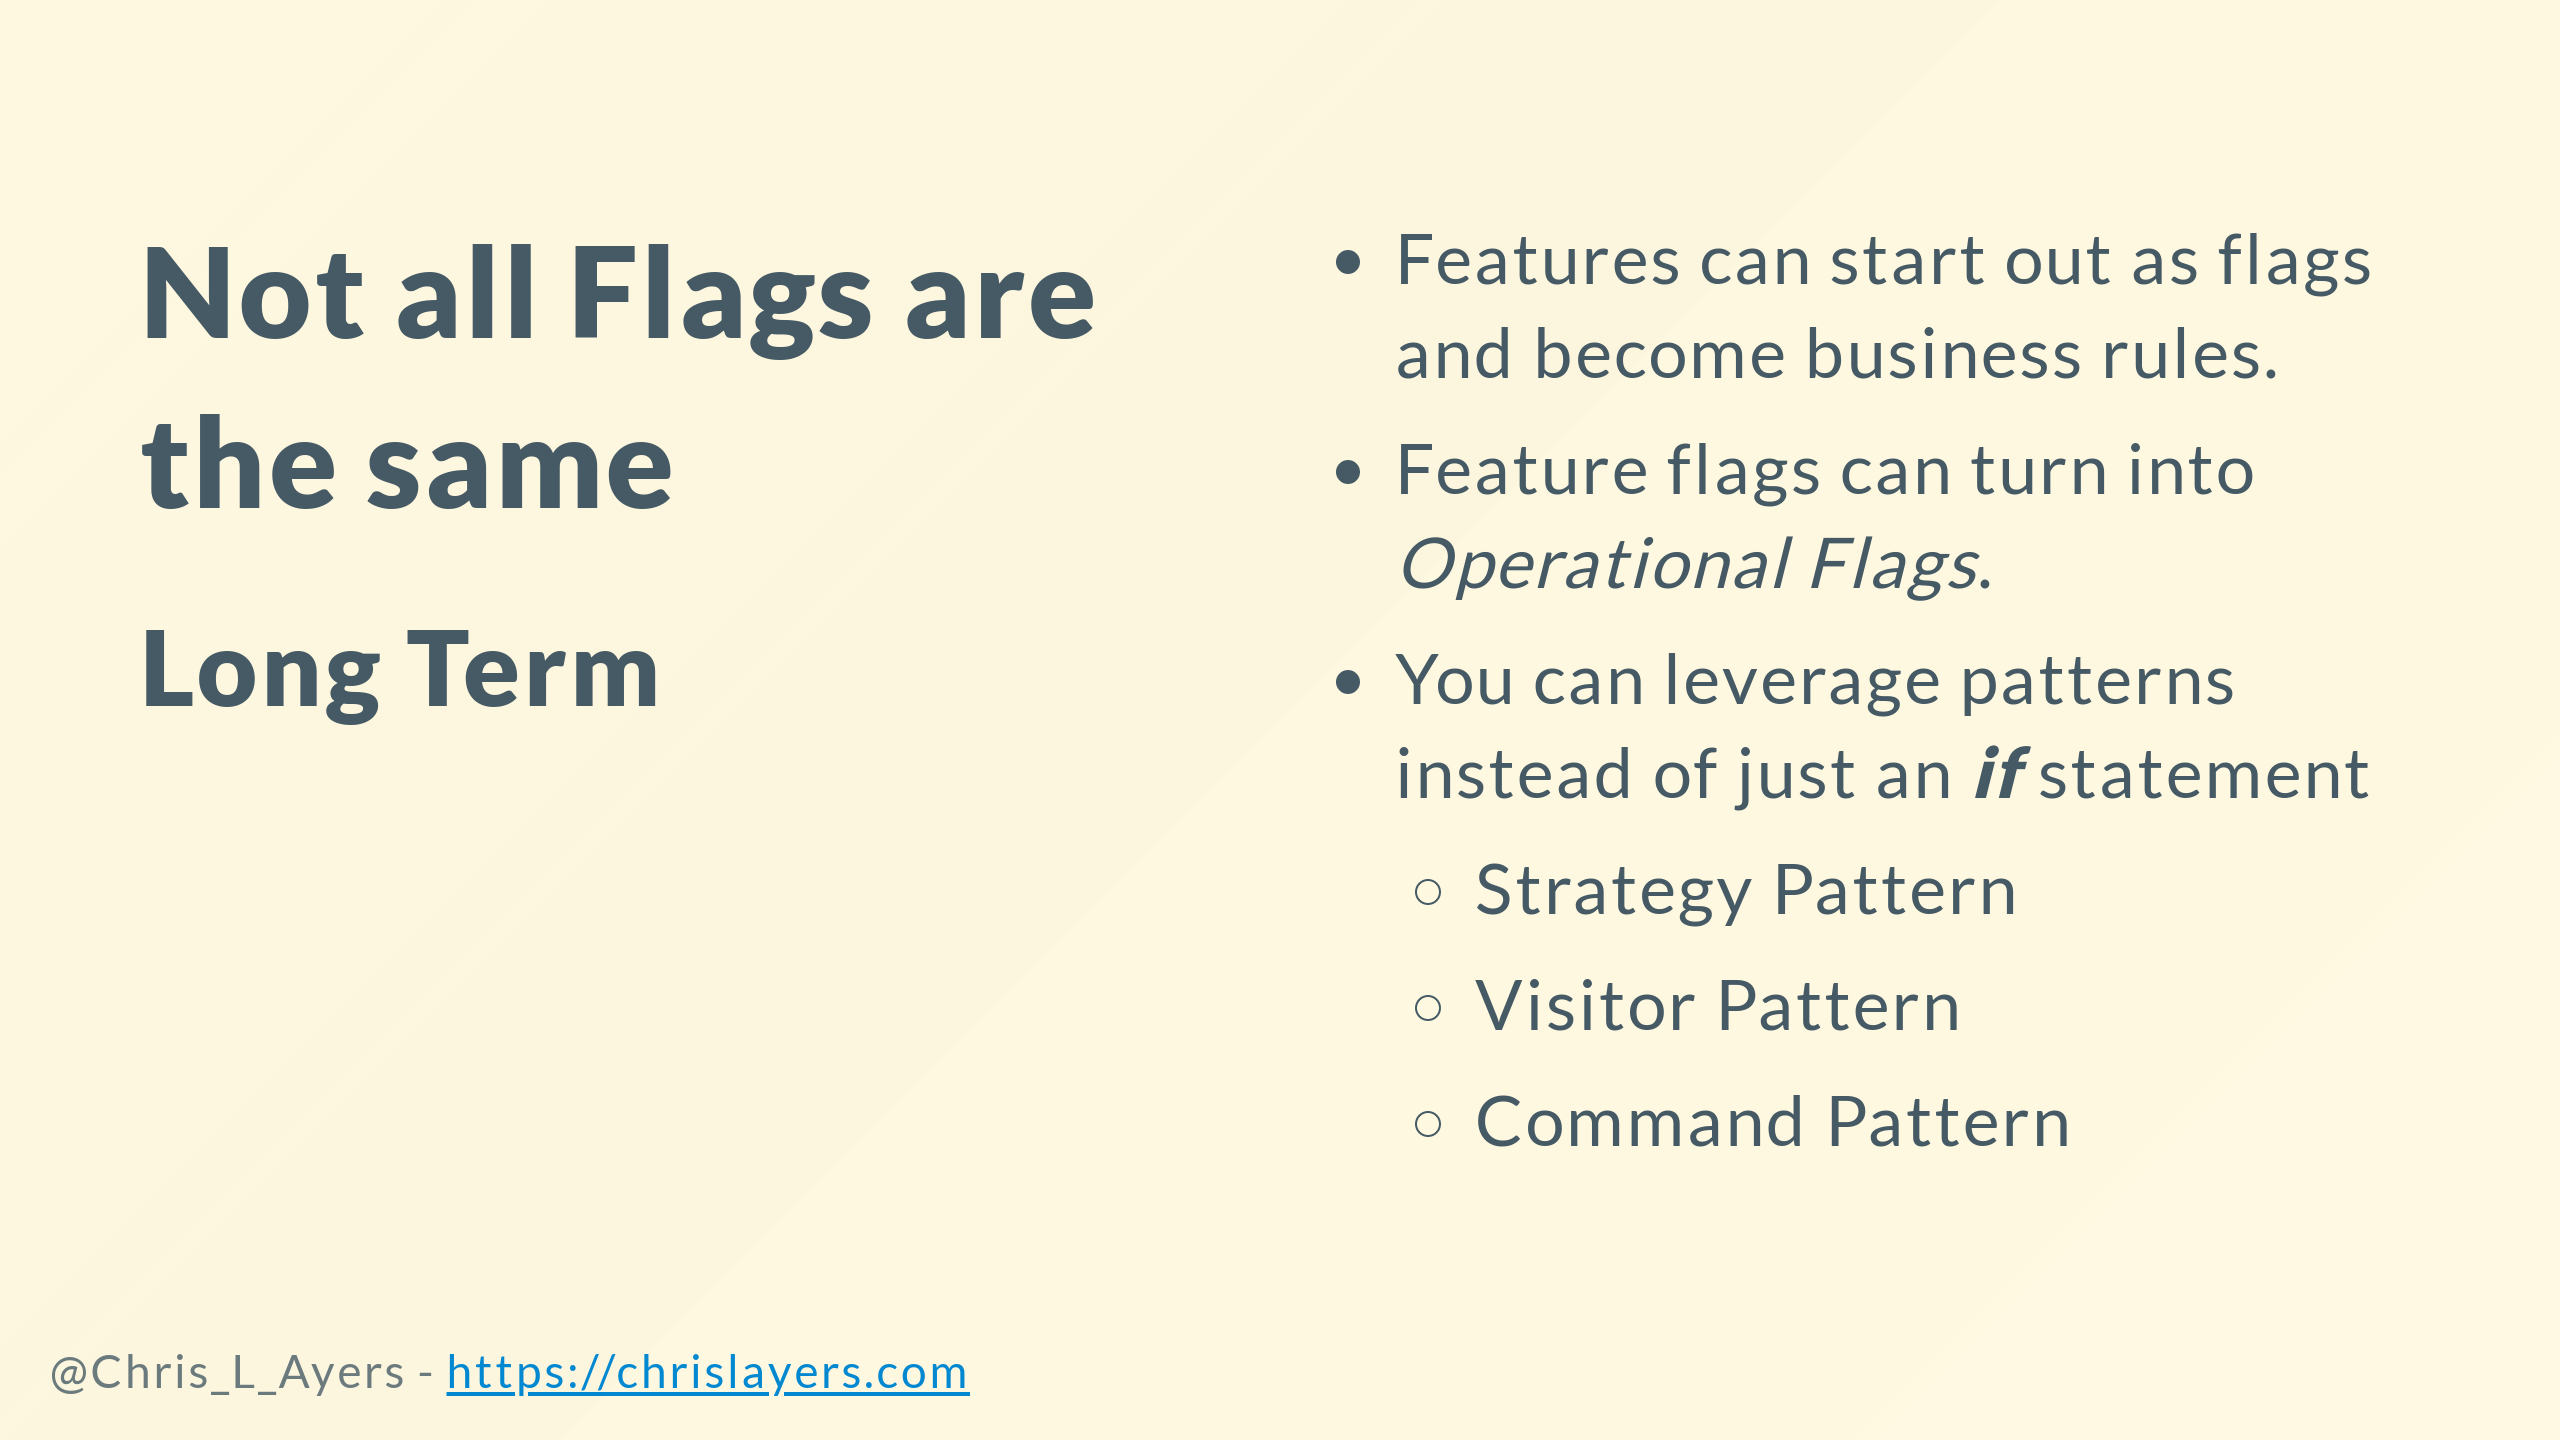 Not all Flags are
the same
Long Term
• Features can start out as flags
and become business rules.
• Feature flags can turn into
Operational Flags.
• You can leverage patterns
instead of just an if statement
○ Strategy Pattern
○ Visitor Pattern
○ Command Pattern
@Chris_L_Ayers - https://chrislayers.com